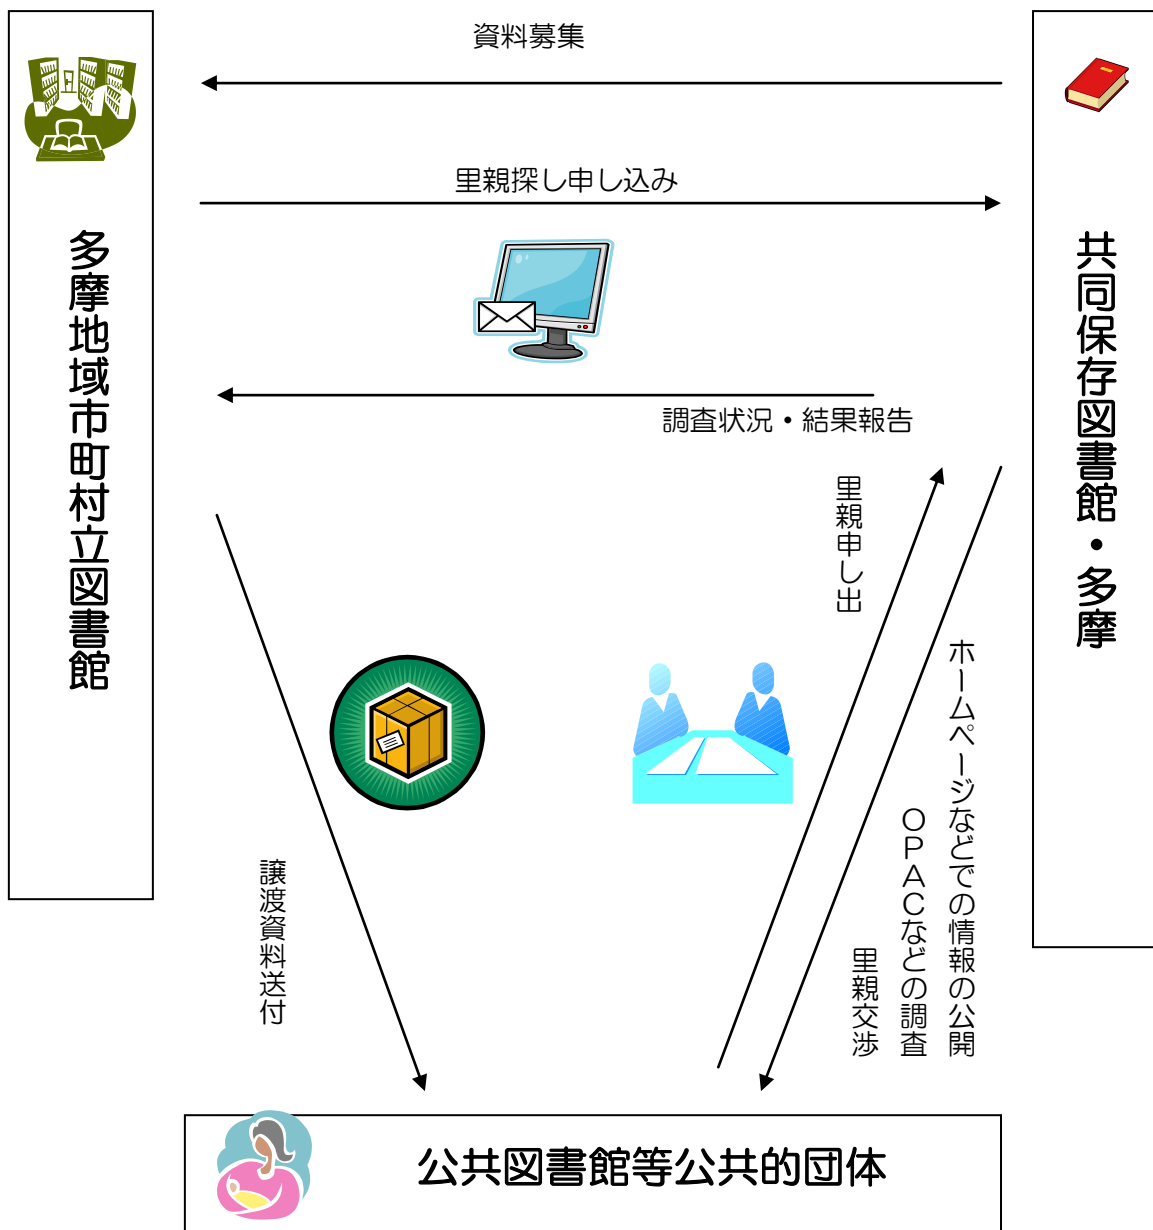 資料募集
里親探し申し込み
多摩地域市町村立図書館
共同保存図書館・多摩
調査状況・結果報告
里親申し出
ホームページなどでの情報の公開
OPACなどの調査
里親交渉
譲渡資料送付
公共図書館等公共的団体